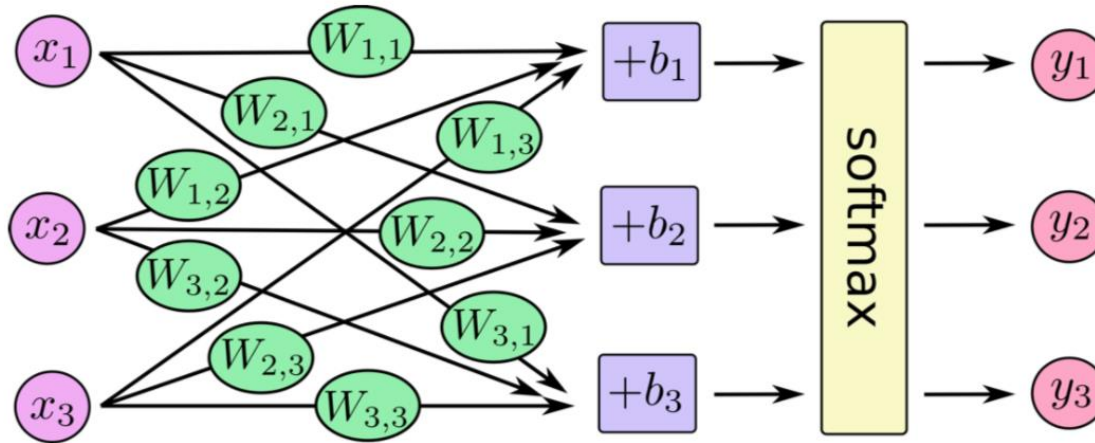 x₁ W₁,₁ +b₁ y₁
W₂,₁ W₁,₃
W₁,₂
x₂ W₂,₂ +b₂ softmax y₂
W₃,₂
W₃,₁
W₂,₃
x₃ W₃,₃ +b₃ y₃